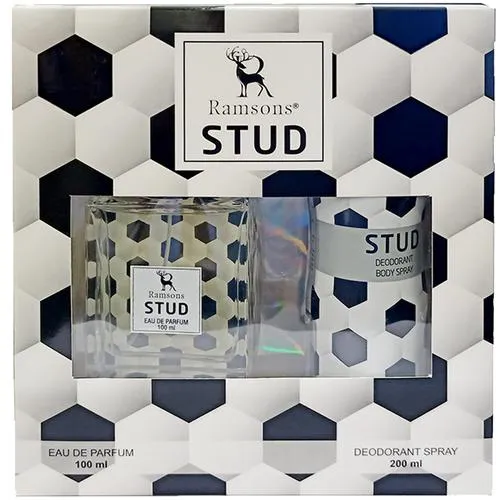 Ramsons®
STUD
Ramsons
STUD
EAU DE PARFUM
100 ml
STUD
DEODORANT
BODY SPRAY
EAU DE PARFUM
100 ml
DEODORANT SPRAY
200 ml